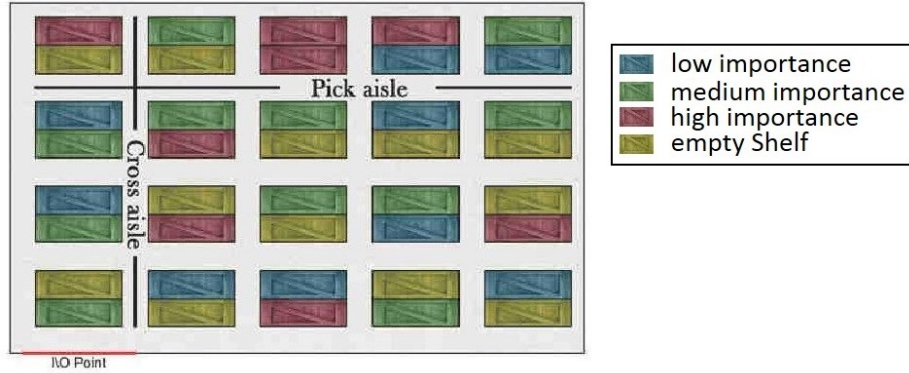 Pick aisle
Cross aisle
I\O Point
low importance
medium importance
high importance
empty Shelf